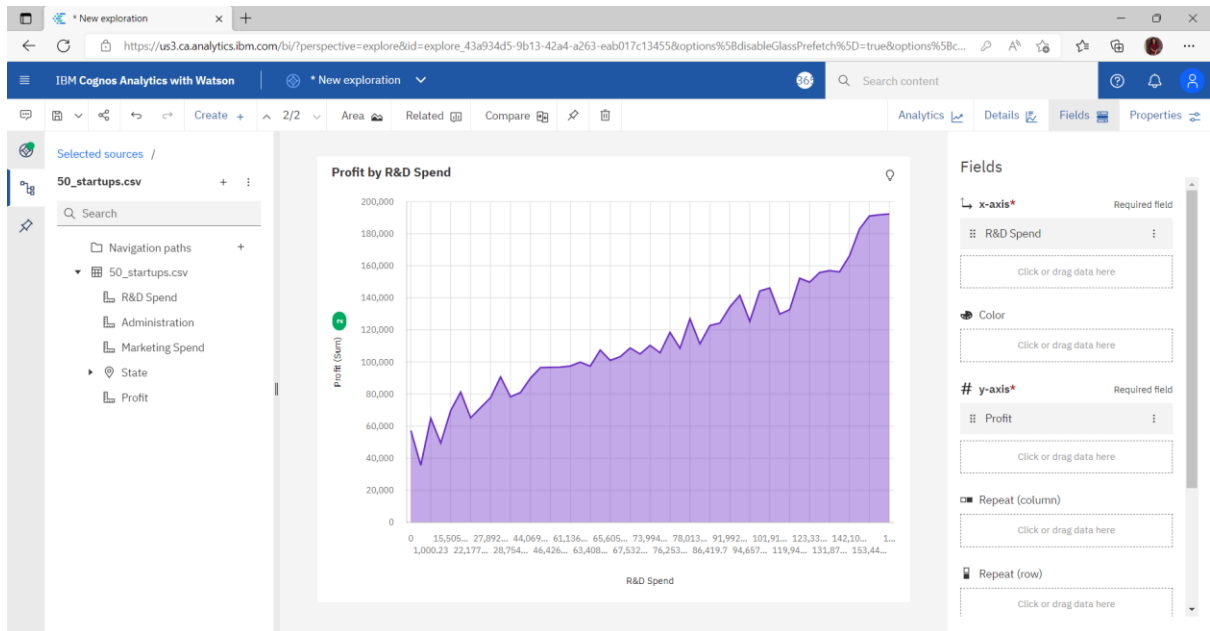 * New exploration
https://us3.ca.analytics.ibm.com/bi/?perspective=explore&id=explore_43a934d5-9b13-42a4-a263-eab017c13455&options%5BdisableGlassPrefetch%5D=true&options%5Bc...
IBM Cognos Analytics with Watson
* New exploration
365
Search content
Create +
2/2
Area
Related
Compare
Analytics
Details
Fields
Properties
Selected sources /
50_startups.csv
Search
Navigation paths
50_startups.csv
R&D Spend
Administration
Marketing Spend
State
Profit
Profit by R&D Spend
200,000
180,000
160,000
140,000
120,000
100,000
80,000
60,000
40,000
20,000
0
Profit (Sum) 2
0 15,505... 27,892... 44,069... 61,136... 65,605... 73,994... 78,013... 91,992... 101,91... 123,33... 142,10... 1...
1,000.23 22,177... 28,754... 46,426... 63,408... 67,532... 76,253... 86,419.7 94,657... 119,94... 131,87... 153,44...
R&D Spend
Fields
x-axis* Required field
R&D Spend
Click or drag data here
Color
Click or drag data here
# y-axis* Required field
Profit
Click or drag data here
Repeat (column)
Click or drag data here
Repeat (row)
Click or drag data here